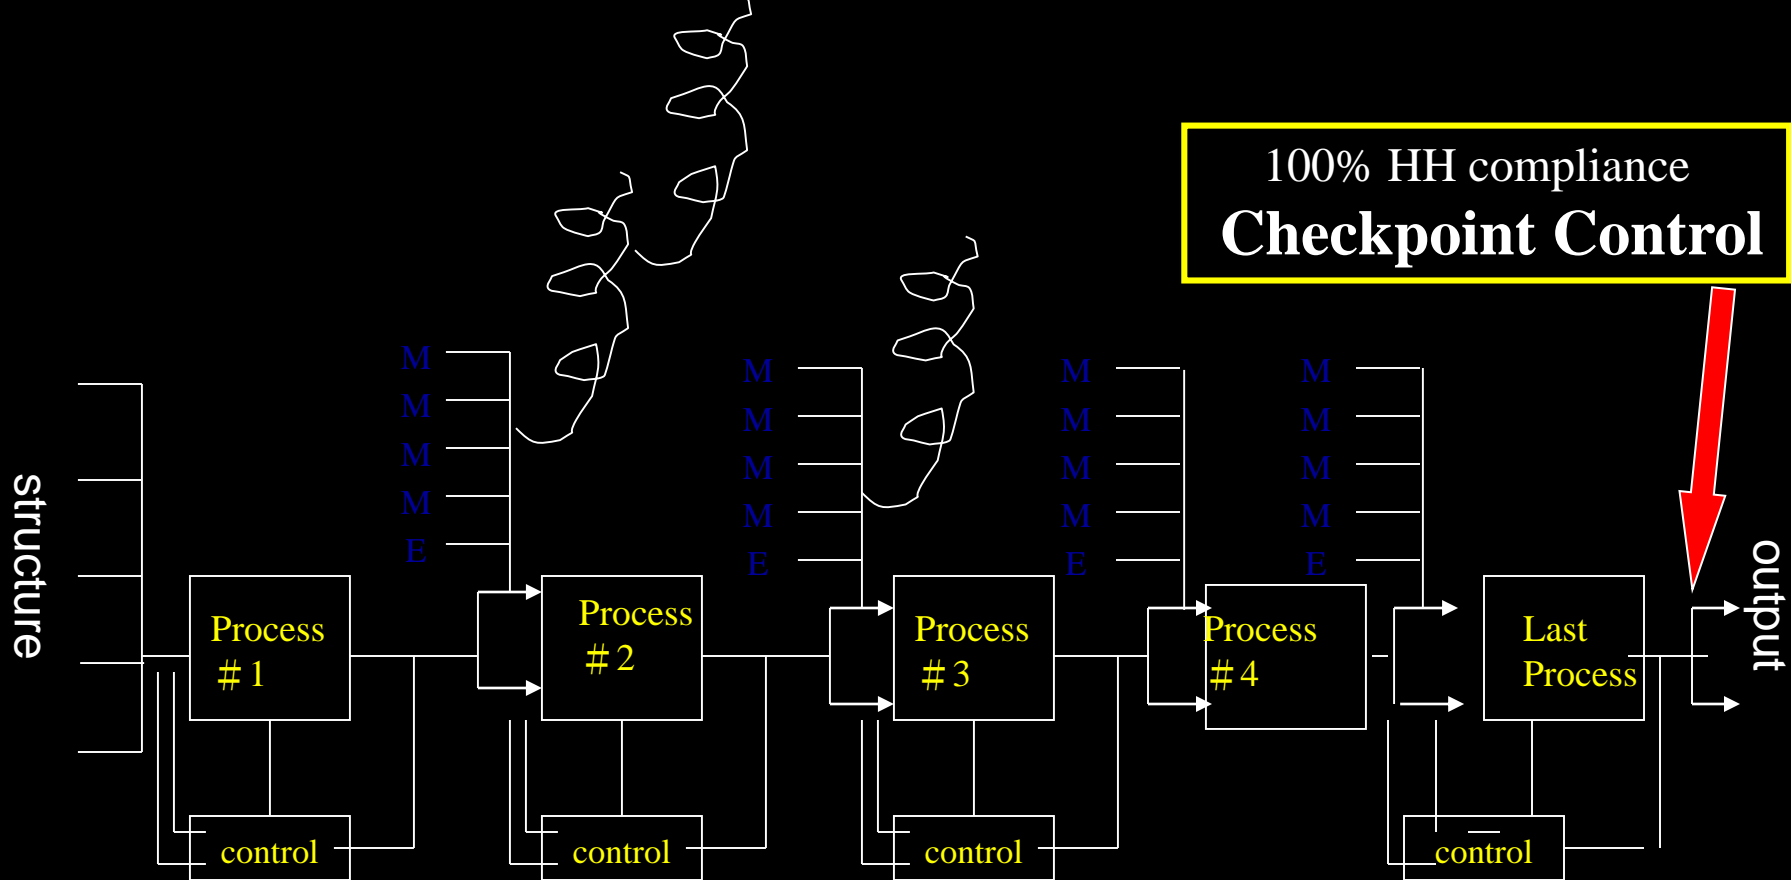 100% HH compliance
Checkpoint Control
M
M
M
M
E
M
M
M
M
E
M
M
M
M
E
M
M
M
M
E
structure
Process
#1
Process
#2
Process
#3
Process
#4
Last
Process
output
control
control
control
control